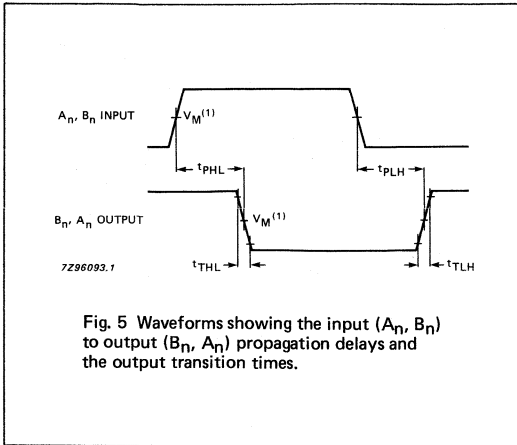 Aₙ, Bₙ INPUT
V_M⁽¹⁾
t_PHL
t_PLH
Bₙ, Aₙ OUTPUT
V_M⁽¹⁾
7Z96093.1
t_THL
t_TLH
Fig. 5 Waveforms showing the input (Aₙ, Bₙ)
to output (Bₙ, Aₙ) propagation delays and
the output transition times.